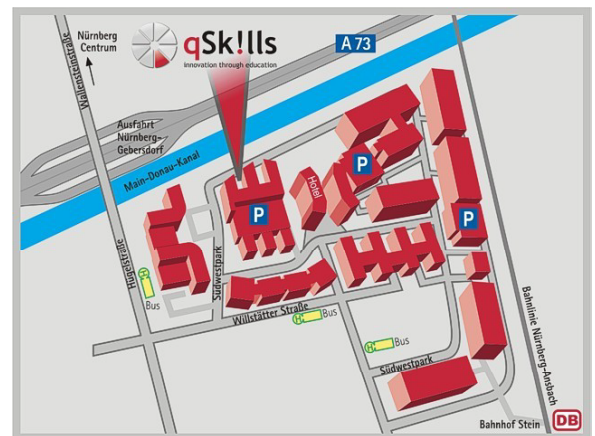 Nürnberg
Centrum
Wallensteinstraße
qSk!lls
innovation through education
A 73
Ausfahrt
Nürnberg-
Gebersdorf
Main-Donau-Kanal
Hügelstraße
Bus
H
Südwestpark
P
Hotel
P
P
Willstätter Straße
H
Bus
H
Bus
Südwestpark
Bahnlinie Nürnberg-Ansbach
Bahnhof Stein
DB